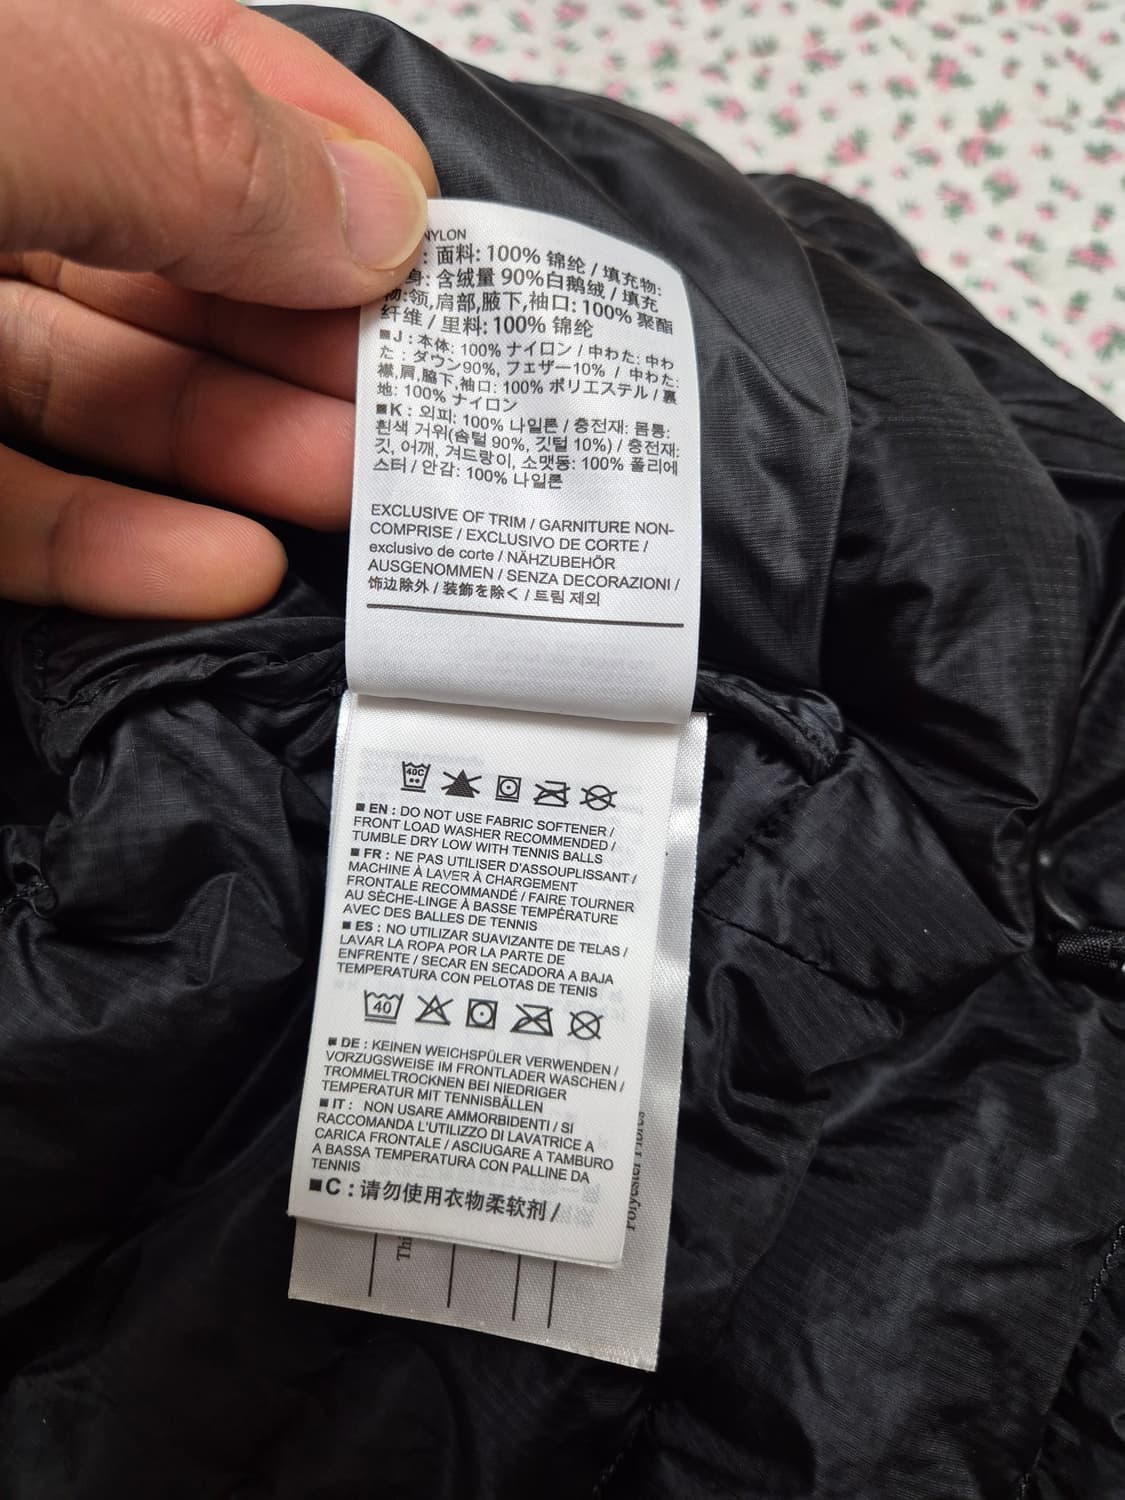 NYLON
: 面料: 100% 锦纶 / 填充物:
身: 含绒量 90%白鹅绒 / 填充
物:领,肩部,腋下,袖口: 100% 聚酯
纤维 / 里料: 100% 锦纶
■J : 本体: 100% ナイロン / 中わた: 中わ
た : ダウン90%, フェザー10% / 中わた:
襟,肩,脇下,袖口: 100% ポリエステル / 裏
地: 100% ナイロン
■K : 외피: 100% 나일론 / 충전재: 몸통:
흰색 거위(솜털 90%, 깃털 10%) / 충전재:
깃, 어깨, 겨드랑이, 소맷동: 100% 폴리에
스터 / 안감: 100% 나일론
EXCLUSIVE OF TRIM / GARNITURE NON-
COMPRISE / EXCLUSIVO DE CORTE /
exclusivo de corte / NÄHZUBEHÖR
AUSGENOMMEN / SENZA DECORAZIONI /
饰边除外 / 装飾を除く / 트림 제외
40C
■ EN : DO NOT USE FABRIC SOFTENER /
FRONT LOAD WASHER RECOMMENDED /
TUMBLE DRY LOW WITH TENNIS BALLS
■ FR : NE PAS UTILISER D'ASSOUPLISSANT /
MACHINE À LAVER À CHARGEMENT
FRONTALE RECOMMANDÉ / FAIRE TOURNER
AU SÈCHE-LINGE À BASSE TEMPÉRATURE
AVEC DES BALLES DE TENNIS
■ ES : NO UTILIZAR SUAVIZANTE DE TELAS /
LAVAR LA ROPA POR LA PARTE DE
ENFRENTE / SECAR EN SECADORA A BAJA
TEMPERATURA CON PELOTAS DE TENIS
40
■ DE : KEINEN WEICHSPÜLER VERWENDEN /
VORZUGSWEISE IM FRONTLADER WASCHEN /
TROMMELTROCKNEN BEI NIEDRIGER
TEMPERATUR MIT TENNISBÄLLEN
■ IT : NON USARE AMMORBIDENTI / SI
RACCOMANDA L'UTILIZZO DI LAVATRICE A
CARICA FRONTALE / ASCIUGARE A TAMBURO
A BASSA TEMPERATURA CON PALLINE DA
TENNIS
■C : 请勿使用衣物柔软剂 /
Thi
Polyester Fibres